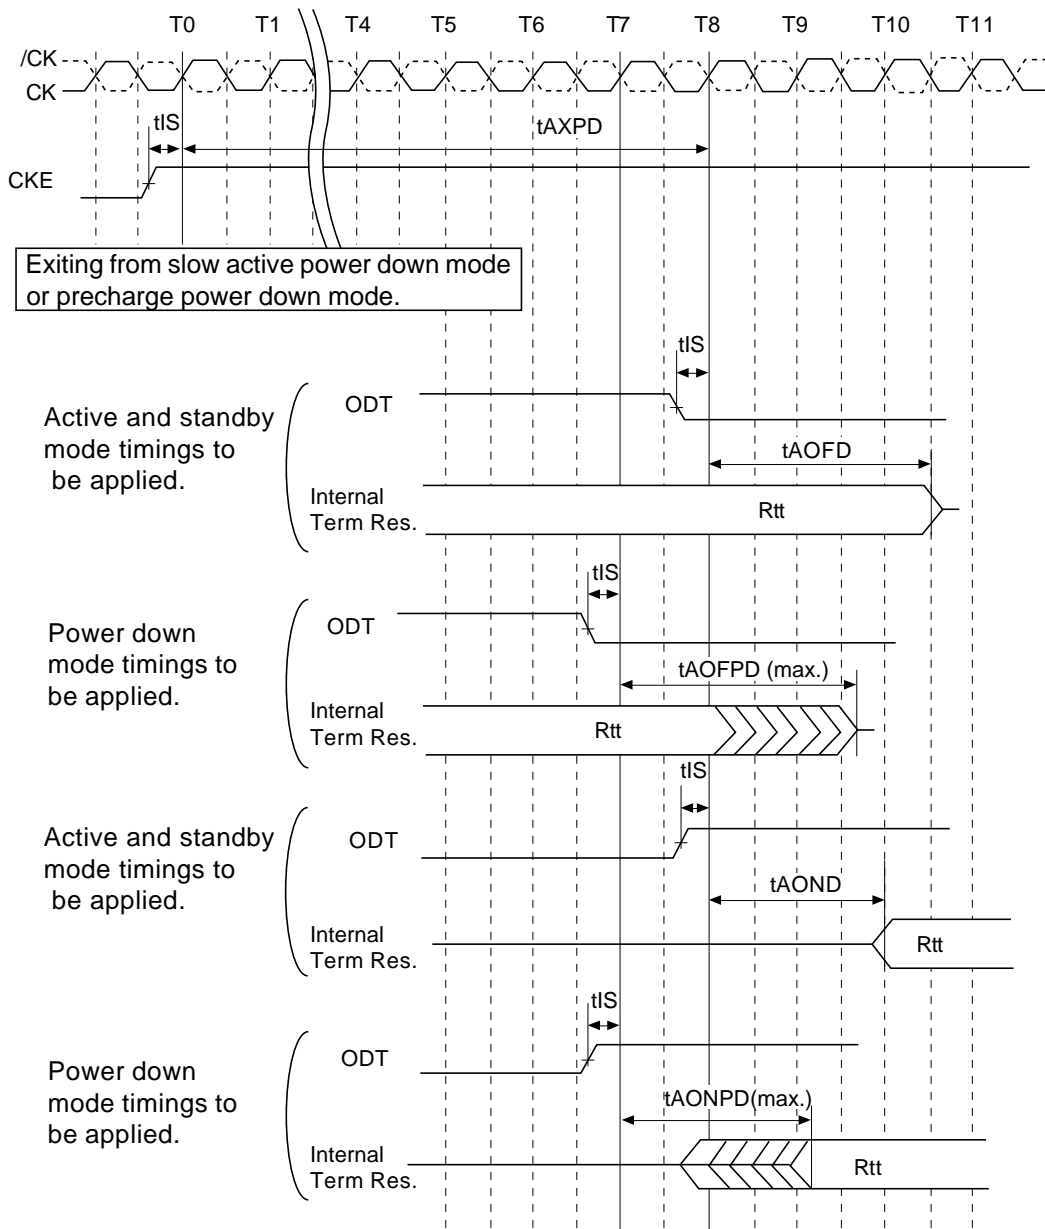 T0 T1 T4 T5 T6 T7 T8 T9 T10 T11
/CK
CK
tIS
tAXPD
CKE
Exiting from slow active power down mode
or precharge power down mode.
tIS
Active and standby
mode timings to
be applied.
ODT
tAOFD
Internal
Term Res.
Rtt
tIS
Power down
mode timings to
be applied.
ODT
tAOFPD (max.)
Internal
Term Res.
Rtt
tIS
Active and standby
mode timings to
be applied.
ODT
tAOND
Internal
Term Res.
Rtt
tIS
Power down
mode timings to
be applied.
ODT
tAONPD(max.)
Internal
Term Res.
Rtt